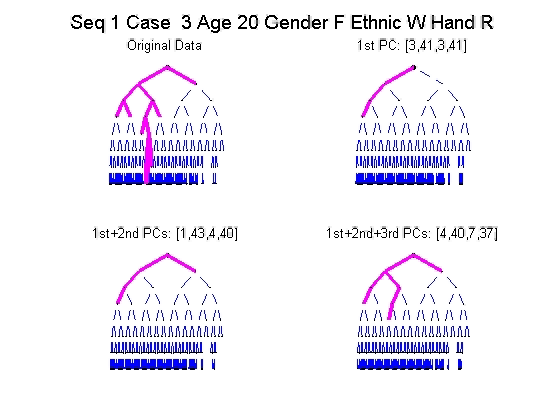 Seq 1 Case  3 Age 20 Gender F Ethnic W Hand R
Original Data
1st PC: [3,41,3,41]
1st+2nd PCs: [1,43,4,40]
1st+2nd+3rd PCs: [4,40,7,37]